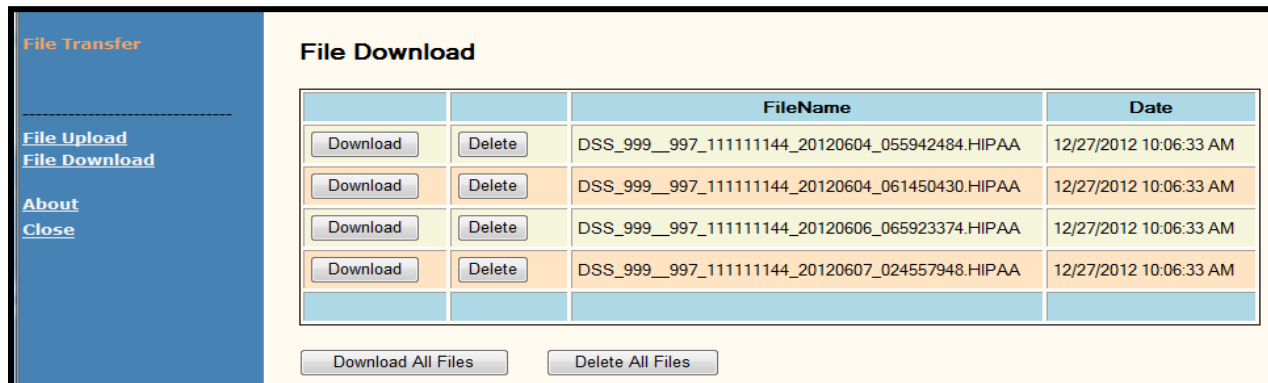 File Transfer
--------------------------------
File Upload
File Download
About
Close
File Download
FileName Date
Download Delete DSS_999__997_111111144_20120604_055942484.HIPAA 12/27/2012 10:06:33 AM
Download Delete DSS_999__997_111111144_20120604_061450430.HIPAA 12/27/2012 10:06:33 AM
Download Delete DSS_999__997_111111144_20120606_065923374.HIPAA 12/27/2012 10:06:33 AM
Download Delete DSS_999__997_111111144_20120607_024557948.HIPAA 12/27/2012 10:06:33 AM
Download All Files Delete All Files